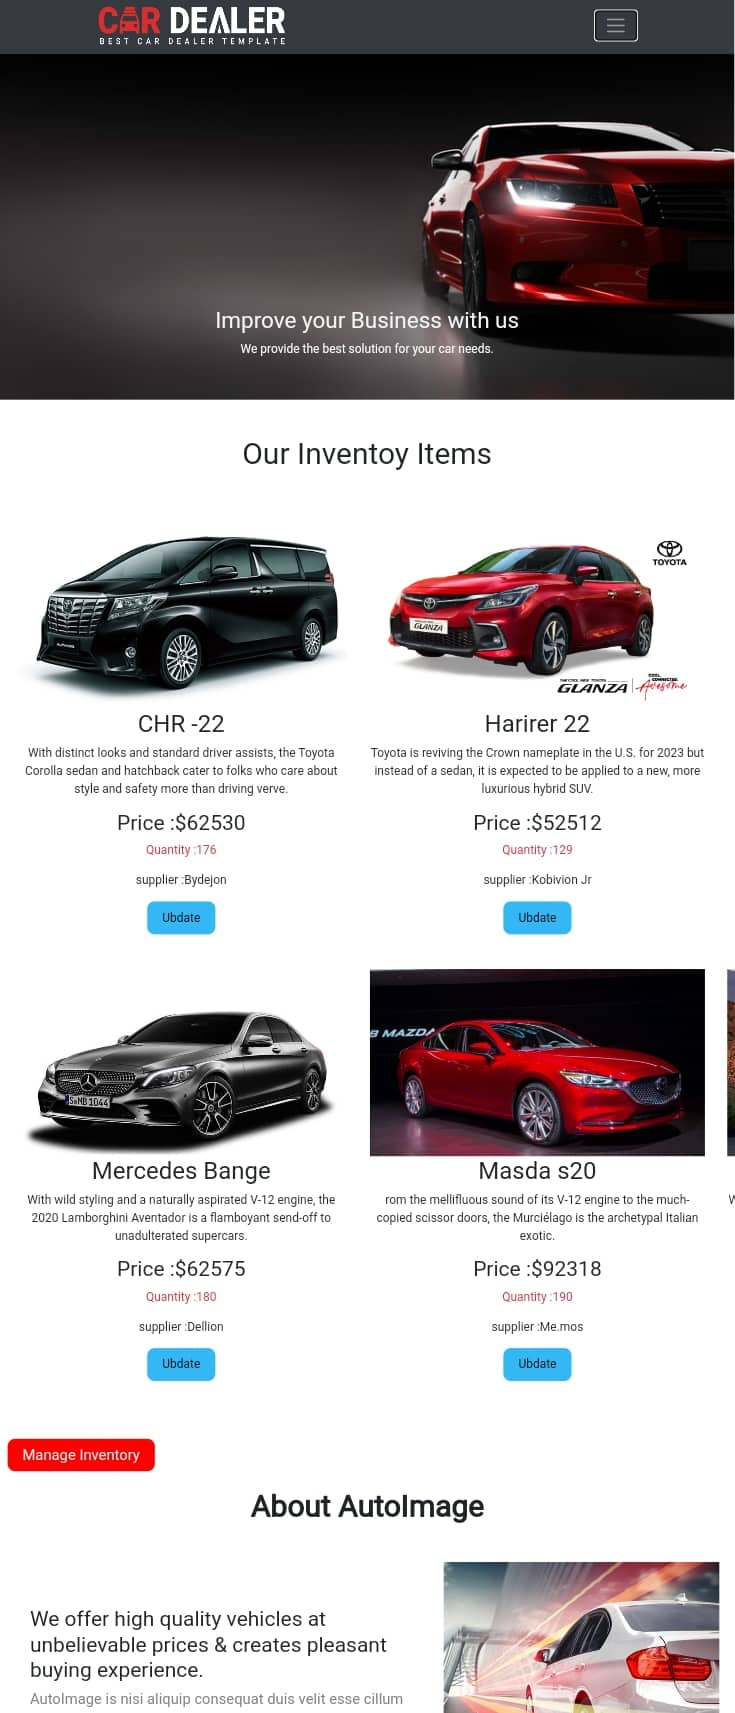 CAR DEALER
BEST CAR DEALER TEMPLATE
Improve your Business with us
We provide the best solution for your car needs.
Our Inventoy Items
TOYOTA
GLANZA
GLANZA
Awesome
CHR -22
With distinct looks and standard driver assists, the Toyota
Corolla sedan and hatchback cater to folks who care about
style and safety more than driving verve.
Price :$62530
Quantity :176
supplier :Bydejon
Ubdate
Harirer 22
Toyota is reviving the Crown nameplate in the U.S. for 2023 but
instead of a sedan, it is expected to be applied to a new, more
luxurious hybrid SUV.
Price :$52512
Quantity :129
supplier :Kobivion Jr
Ubdate
S MB 1044
MAZDA
Mercedes Bange
With wild styling and a naturally aspirated V-12 engine, the
2020 Lamborghini Aventador is a flamboyant send-off to
unadulterated supercars.
Price :$62575
Quantity :180
supplier :Dellion
Ubdate
Masda s20
rom the mellifluous sound of its V-12 engine to the much-
copied scissor doors, the Murciélago is the archetypal Italian
exotic.
Price :$92318
Quantity :190
supplier :Me.mos
Ubdate
Manage Inventory
About AutoImage
We offer high quality vehicles at
unbelievable prices & creates pleasant
buying experience.
AutoImage is nisi aliquip consequat duis velit esse cillum